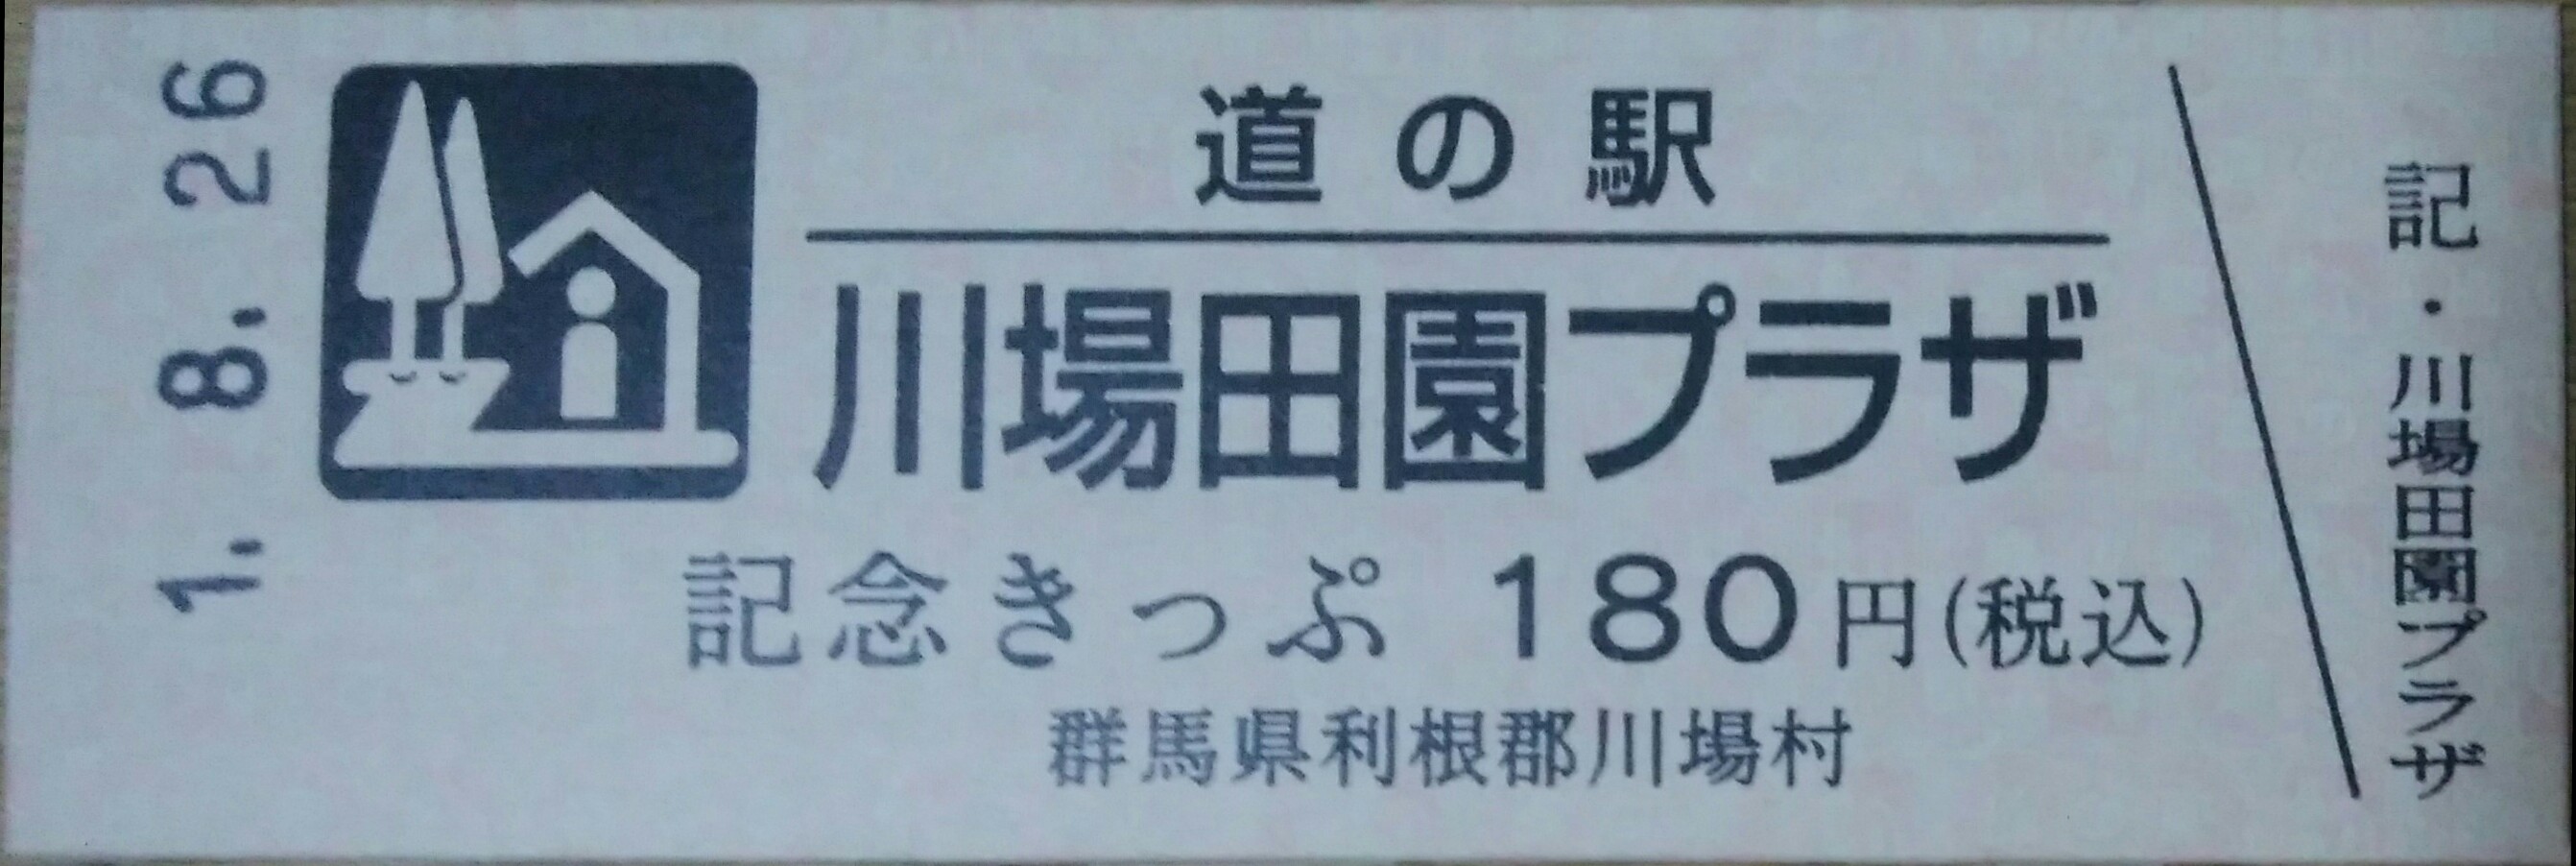 1. 8. 26
道の駅
川場田園プラザ
記念きっぷ 180円(税込)
群馬県利根郡川場村
記・川場田園プラザ